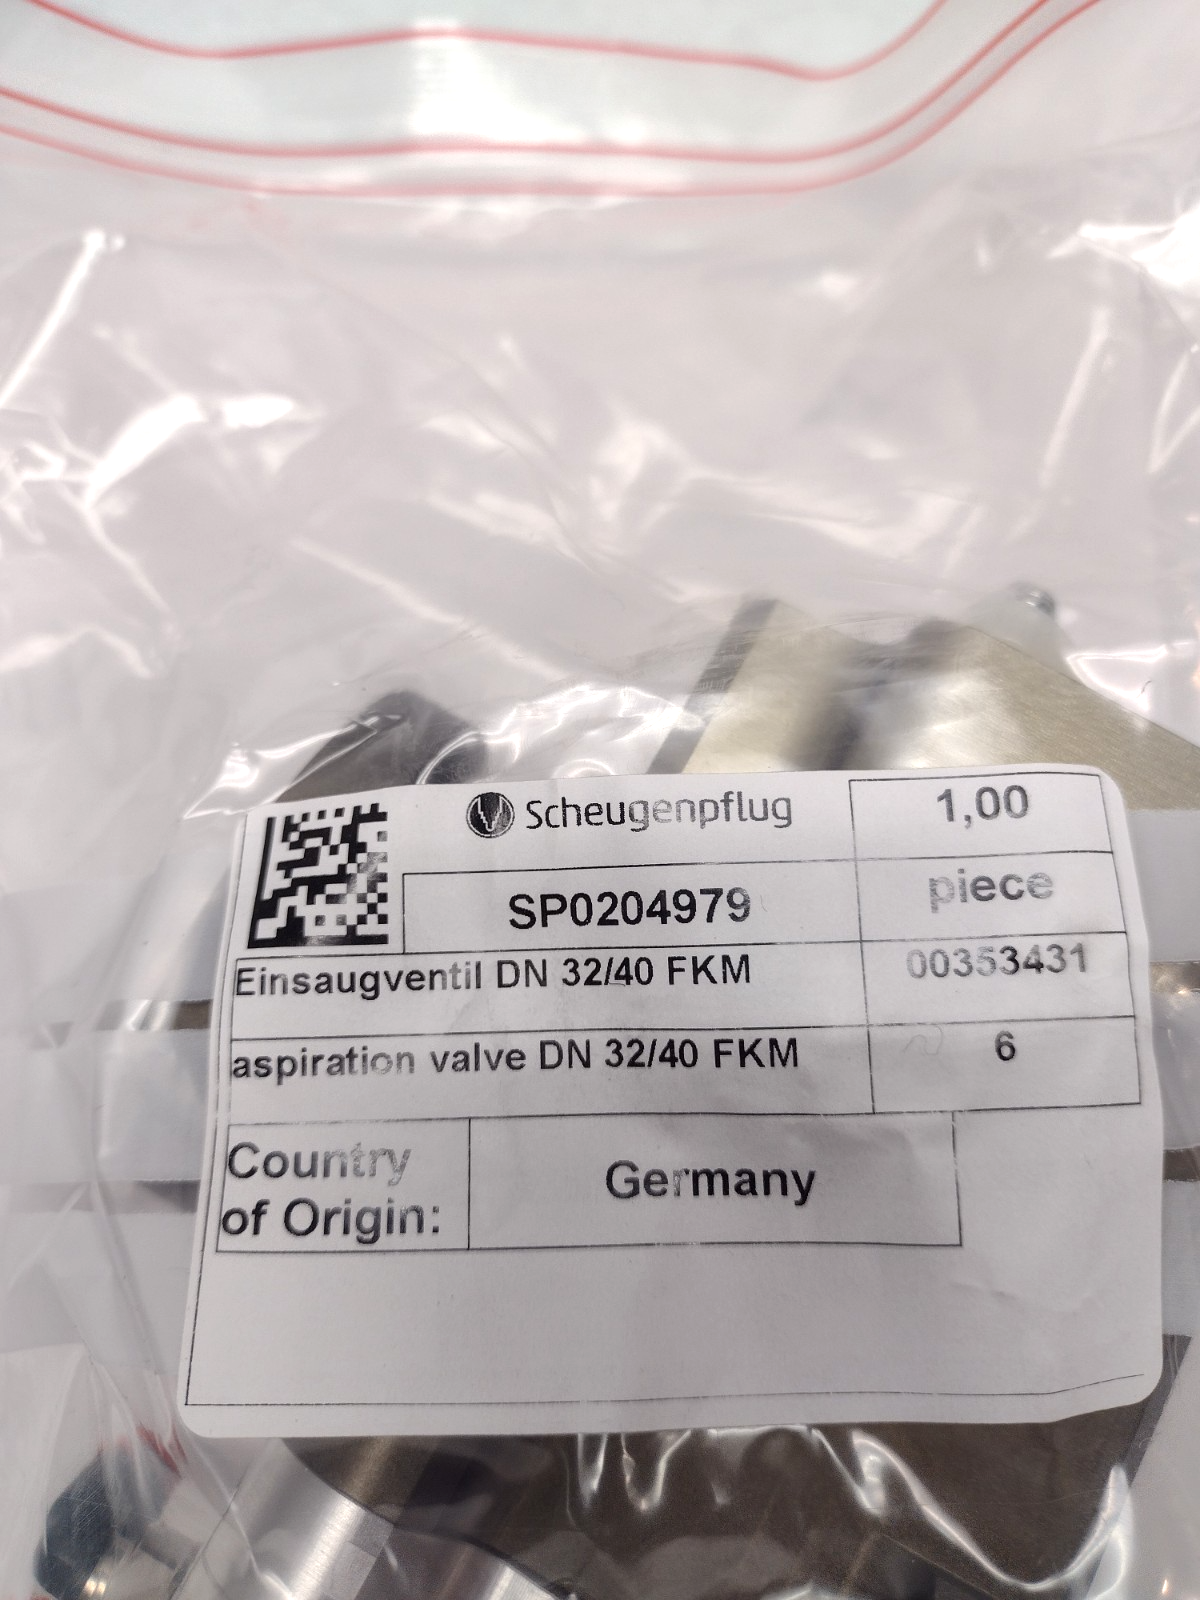 Scheugenpflug
1,00
SP0204979
piece
Einsaugventil DN 32/40 FKM
00353431
aspiration valve DN 32/40 FKM
6
Country
of Origin:
Germany